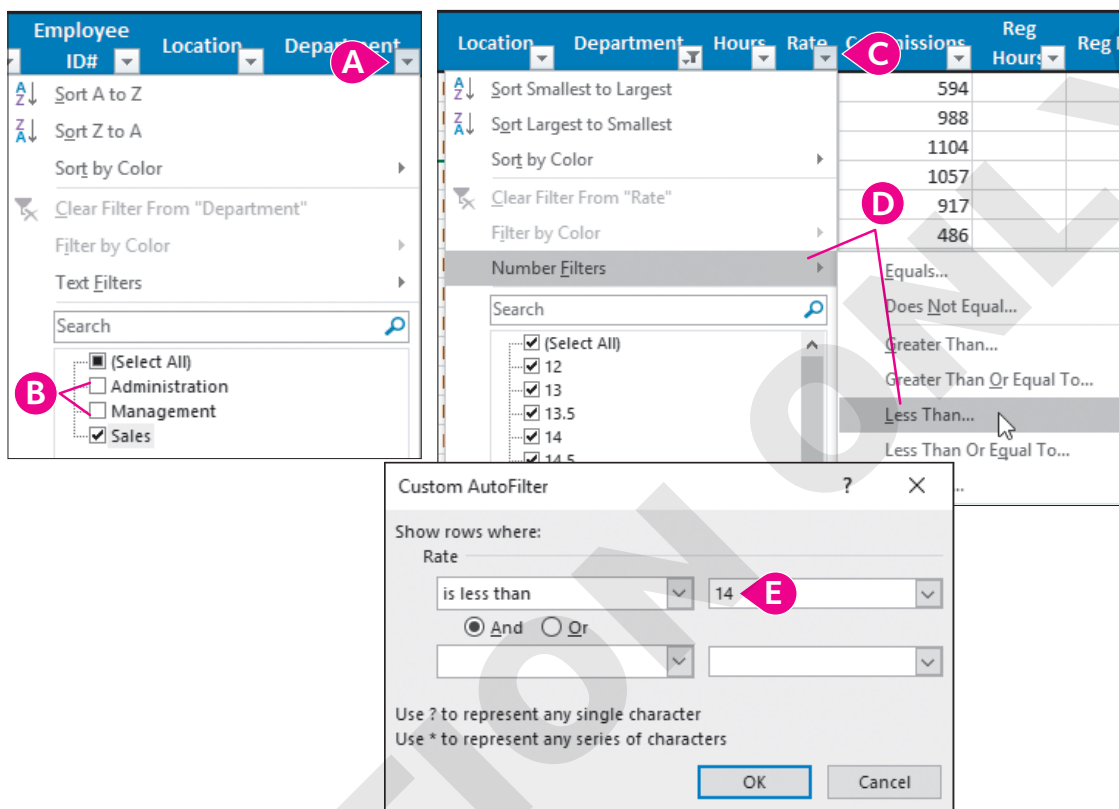 Employee
ID#
Location
Department
A
Sort A to Z
Sort Z to A
Sort by Color
Clear Filter From "Department"
Filter by Color
Text Filters
Search
(Select All)
B
Administration
Management
Sales
Location
Department
Hours
Rate
C
Reg
Hours
Reg
Sort Smallest to Largest
Sort Largest to Smallest
Sort by Color
Clear Filter From "Rate"
Filter by Color
Number Filters
Search
(Select All)
12
13
13.5
14
14.5
594
988
1104
1057
917
486
D
Equals...
Does Not Equal...
Greater Than...
Greater Than Or Equal To...
Less Than...
Less Than Or Equal To...
Custom AutoFilter
?
Show rows where:
Rate
is less than
14
E
And
Or
Use ? to represent any single character
Use * to represent any series of characters
OK
Cancel
TION ONLY